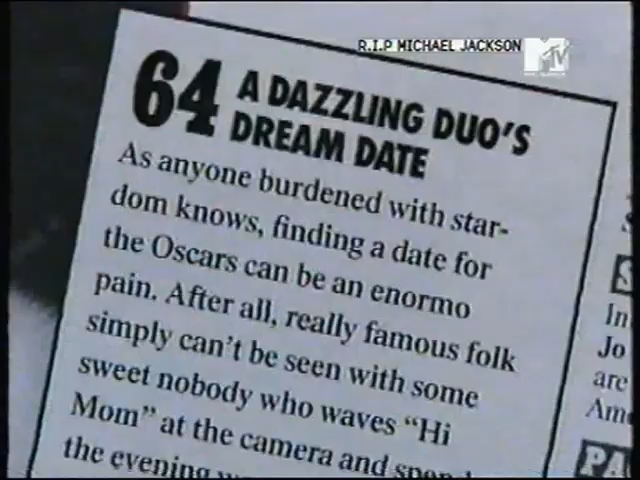 R.I.P MICHAEL JACKSON
MTV
64 A DAZZLING DUO'S
DREAM DATE
As anyone burdened with star-
dom knows, finding a date for
the Oscars can be an enormo
pain. After all, really famous folk
simply can't be seen with some
sweet nobody who waves "Hi
Mom" at the camera and
the evening
In
Jo
are
Ame
PA